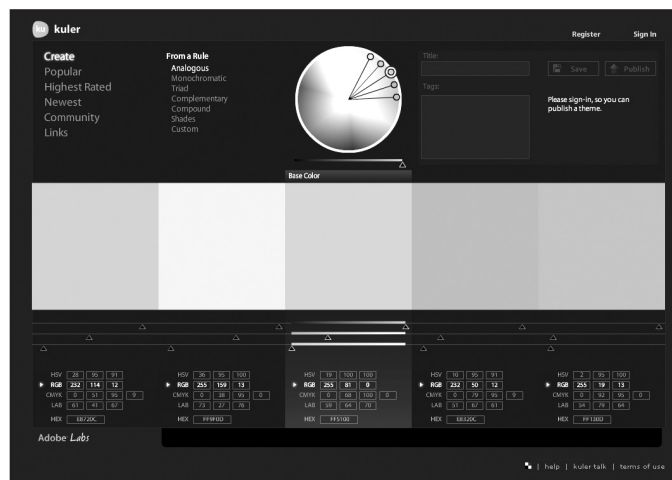 ku kuler
Register Sign In
Create
Popular
Highest Rated
Newest
Community
Links
From a Rule
Analogous
Monochromatic
Triad
Complementary
Compound
Shades
Custom
Title:
Tags:
Save Publish
Please sign-in, so you can
publish a theme.
Base Color
HSV 28 95 91
RGB 232 114 12
CMYK 0 51 95 9
LAB 61 41 67
HEX E8720C
HSV 36 95 100
RGB 255 159 13
CMYK 0 38 95 0
LAB 73 27 76
HEX FF9F0D
HSV 19 100 100
RGB 255 81 0
CMYK 0 68 100 0
LAB 59 64 70
HEX FF5100
HSV 10 95 91
RGB 232 50 12
CMYK 0 79 95 9
LAB 51 67 61
HEX E8320C
HSV 2 95 100
RGB 255 19 13
CMYK 0 92 95 0
LAB 54 79 64
HEX FF130D
Adobe Labs
| help | kuler talk | terms of use